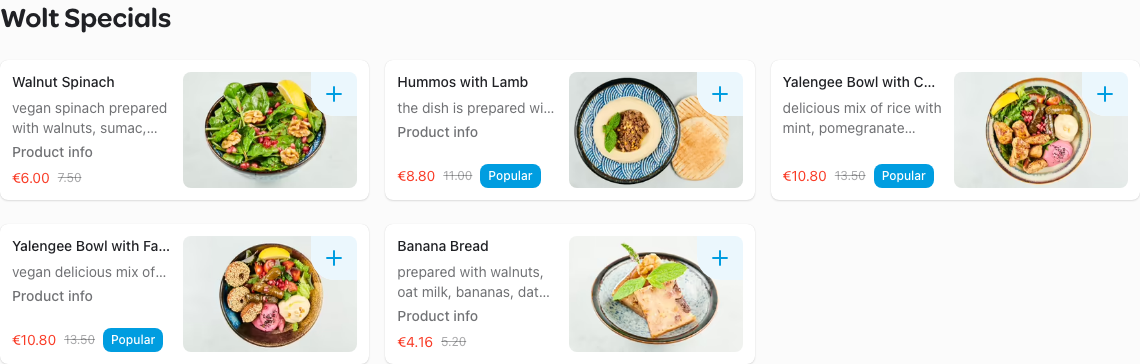 Wolt Specials
Walnut Spinach
vegan spinach prepared
with walnuts, sumac,...
Product info
€6.00 7.50
Hummos with Lamb
the dish is prepared wi...
Product info
€8.80 11.00 Popular
Yalengee Bowl with C...
delicious mix of rice with
mint, pomegranate...
€10.80 13.50 Popular
Yalengee Bowl with Fa...
vegan delicious mix of...
Product info
€10.80 13.50 Popular
Banana Bread
prepared with walnuts,
oat milk, bananas, dat...
Product info
€4.16 5.20